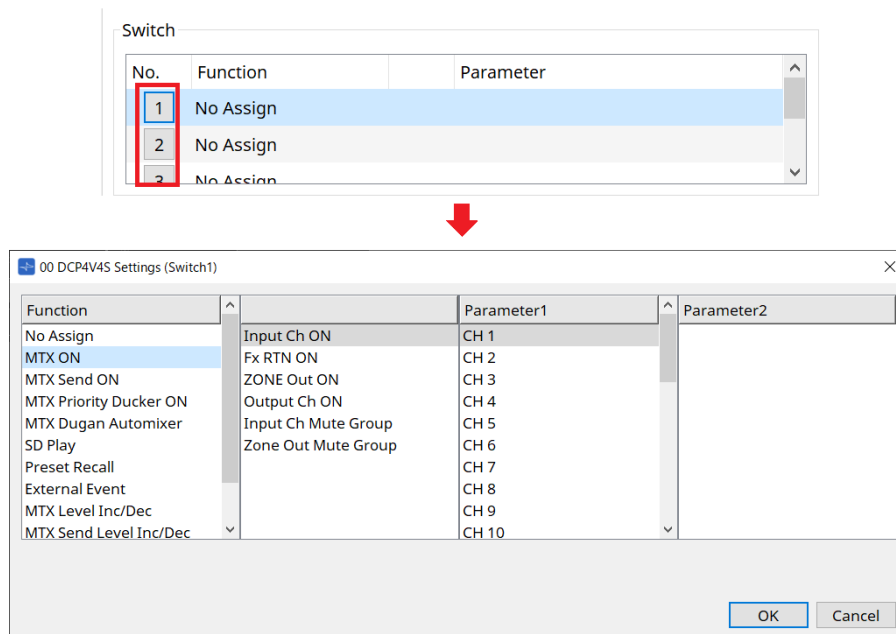 Switch
No. Function Parameter
1 No Assign
2 No Assign
3 No Assign
00 DCP4V4S Settings (Switch1)
Function Parameter1 Parameter2
No Assign Input Ch ON CH 1
MTX ON Fx RTN ON CH 2
MTX Send ON ZONE Out ON CH 3
MTX Priority Ducker ON Output Ch ON CH 4
MTX Dugan Automixer Input Ch Mute Group CH 5
SD Play Zone Out Mute Group CH 6
Preset Recall CH 7
External Event CH 8
MTX Level Inc/Dec CH 9
MTX Send Level Inc/Dec CH 10
OK Cancel